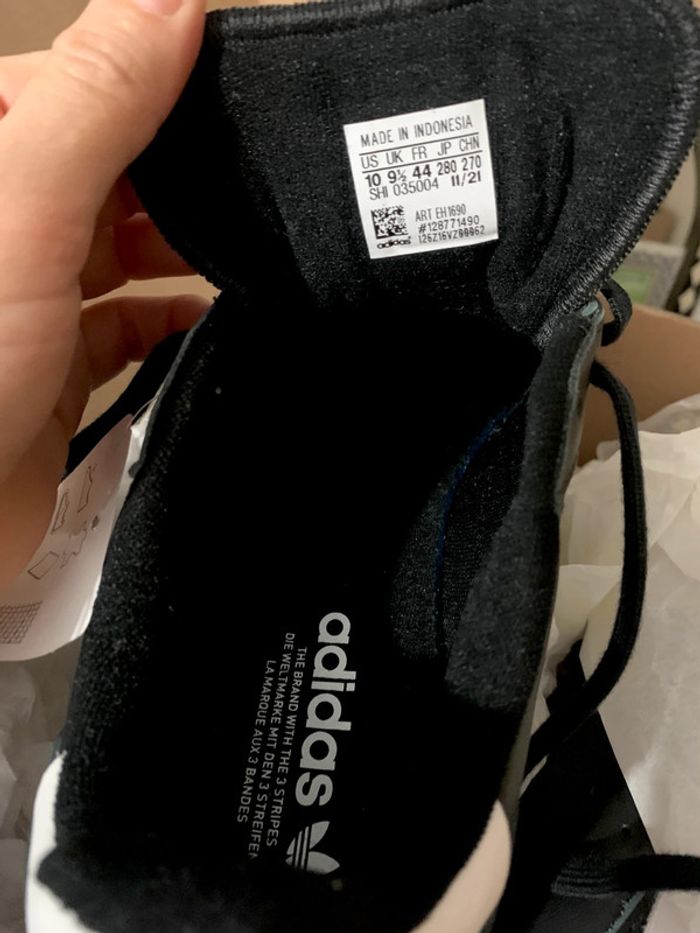 MADE IN INDONESIA
US UK FR JP CHN
10 9½ 44 280 270
SHI 035004 11/21
ART EH1690
#128771490
126Z16VZ00062
adidas
adidas
THE BRAND WITH THE 3 STRIPES
DIE WELTMARKE MIT DEN 3 STREIFEN
LA MARQUE AUX 3 BANDES